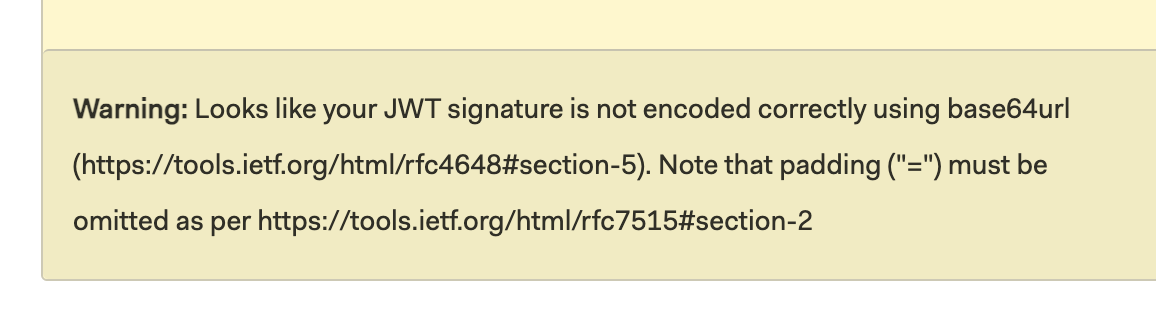 Warning: Looks like your JWT signature is not encoded correctly using base64url
(https://tools.ietf.org/html/rfc4648#section-5). Note that padding ("=") must be
omitted as per https://tools.ietf.org/html/rfc7515#section-2